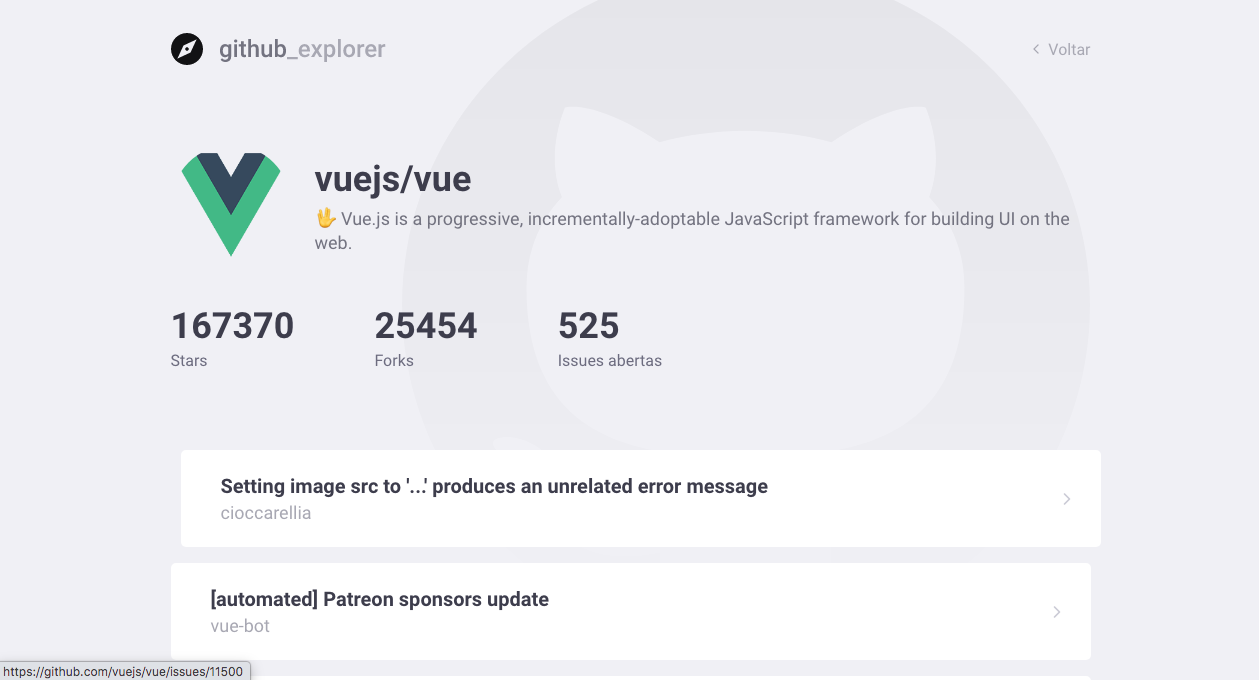 github_explorer
Voltar
vuejs/vue
🖖 Vue.js is a progressive, incrementally-adoptable JavaScript framework for building UI on the
web.
167370 25454 525
Stars Forks Issues abertas
Setting image src to '...' produces an unrelated error message
cioccarellia
[automated] Patreon sponsors update
vue-bot
https://github.com/vuejs/vue/issues/11500